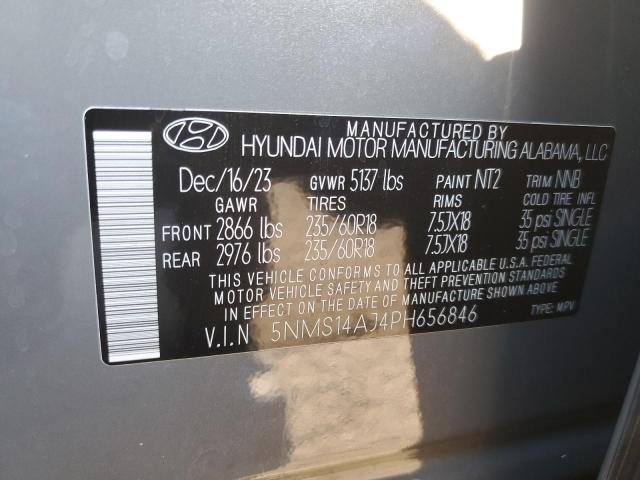 MANUFACTURED BY
HYUNDAI MOTOR MANUFACTURING ALABAMA, LLC
Dec/16/23 GVWR 5137 lbs PAINT NT2 TRIM NNB
GAWR TIRES RIMS COLD TIRE INFL
FRONT 2866 lbs 235/60R18 7.5JX18 35 psi SINGLE
REAR 2976 lbs 235/60R18 7.5JX18 35 psi SINGLE
THIS VEHICLE CONFORMS TO ALL APPLICABLE U.S.A. FEDERAL
MOTOR VEHICLE SAFETY AND THEFT PREVENTION STANDARDS
IN EFFECT ON THE DATE OF MANUFACTURE SHOWN ABOVE
V.I.N 5NMS14AJ4PH656846 TYPE: MPV